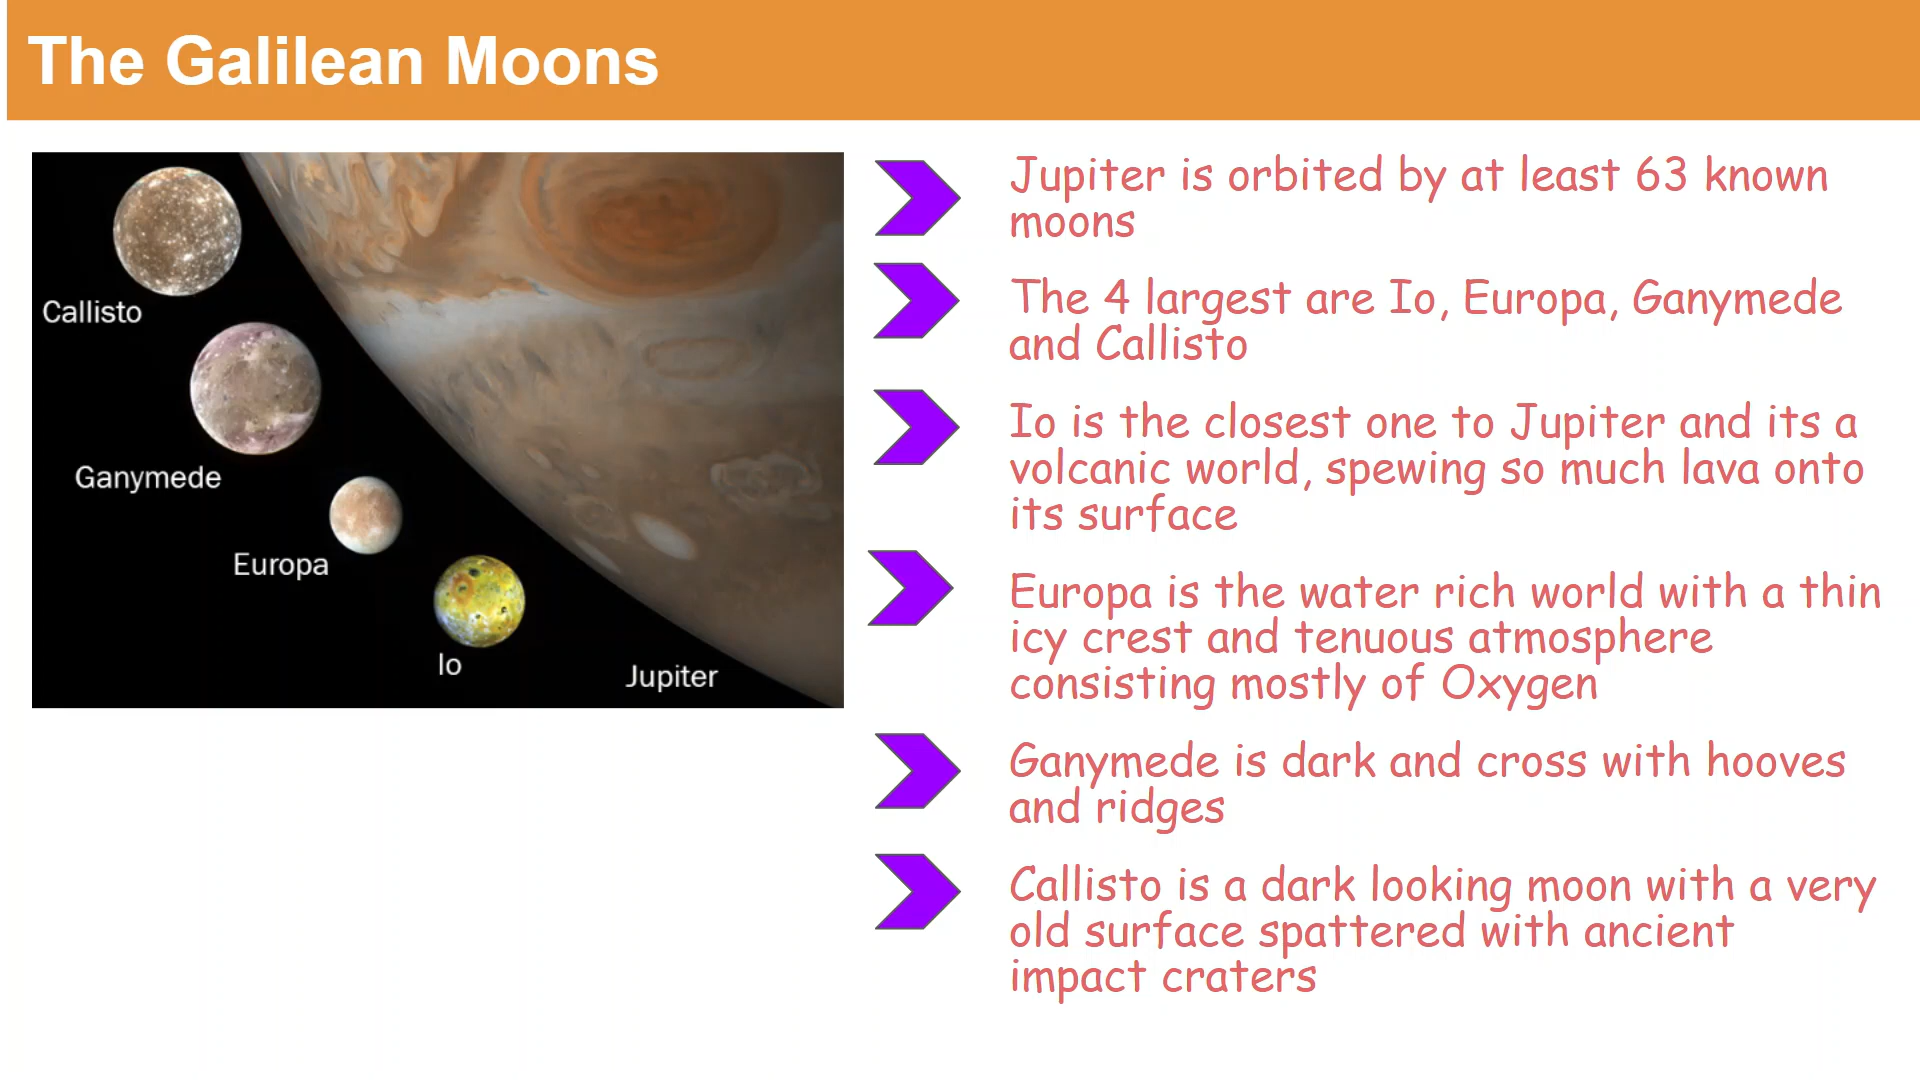 The Galilean Moons
Callisto
Ganymede
Europa
Io
Jupiter
Jupiter is orbited by at least 63 known
moons
The 4 largest are Io, Europa, Ganymede
and Callisto
Io is the closest one to Jupiter and its a
volcanic world, spewing so much lava onto
its surface
Europa is the water rich world with a thin
icy crest and tenuous atmosphere
consisting mostly of Oxygen
Ganymede is dark and cross with hooves
and ridges
Callisto is a dark looking moon with a very
old surface spattered with ancient
impact craters